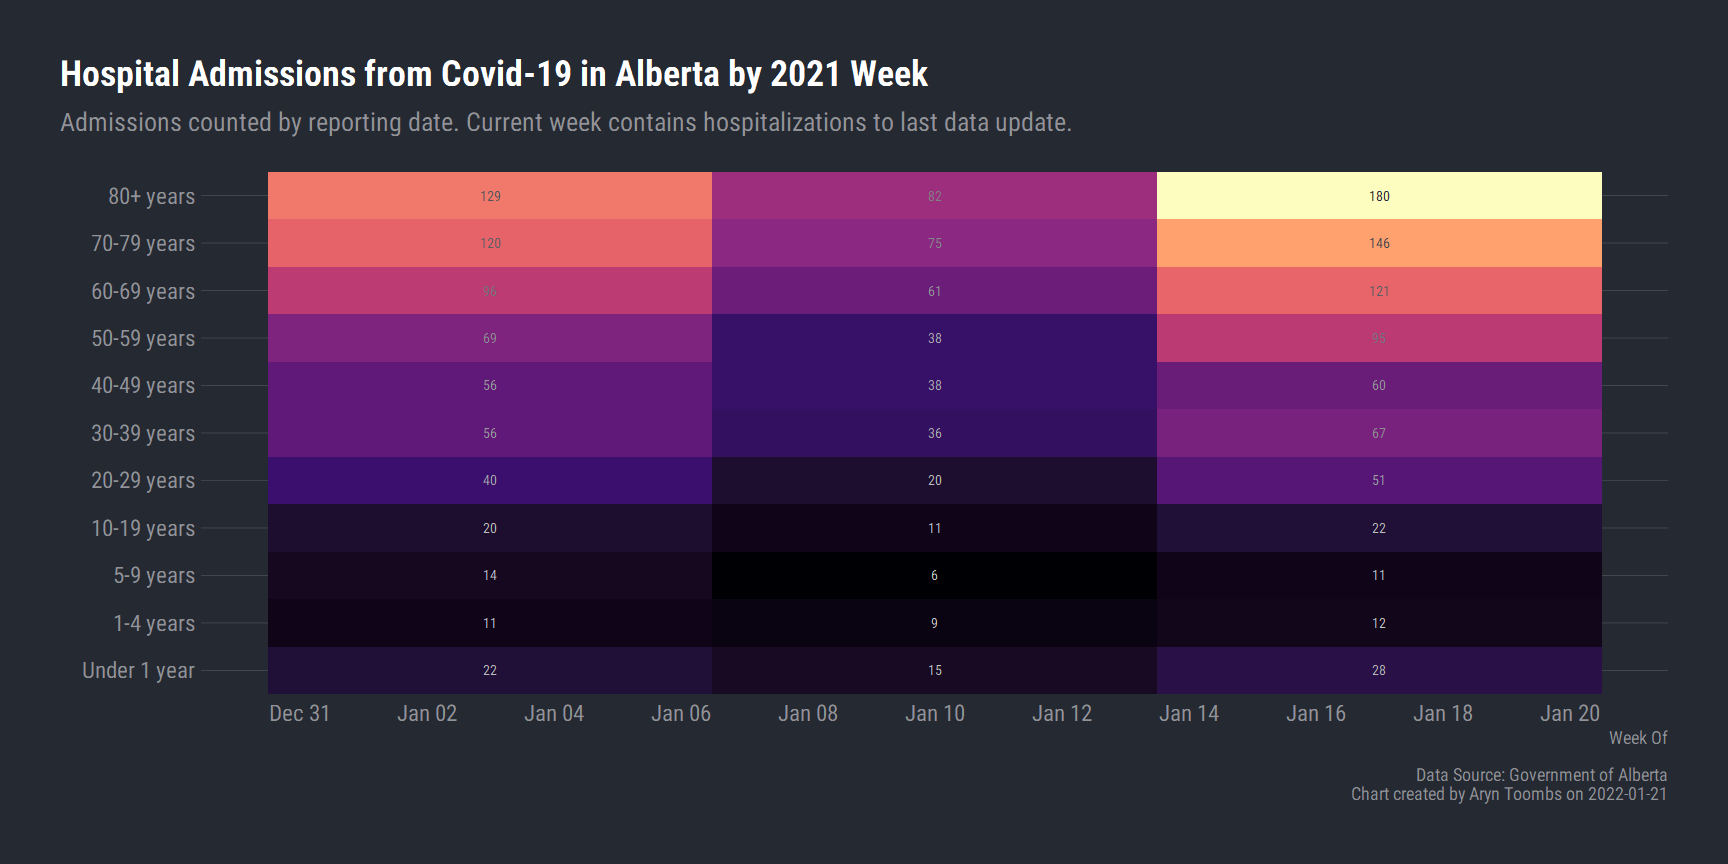 Hospital Admissions from Covid-19 in Alberta by 2021 Week
Admissions counted by reporting date. Current week contains hospitalizations to last data update.
80+ years 129 82 180
70-79 years 120 75 146
60-69 years 96 61 121
50-59 years 69 38 95
40-49 years 56 38 60
30-39 years 56 36 67
20-29 years 40 20 51
10-19 years 20 11 22
5-9 years 14 6 11
1-4 years 11 9 12
Under 1 year 22 15 28
Dec 31 Jan 02 Jan 04 Jan 06 Jan 08 Jan 10 Jan 12 Jan 14 Jan 16 Jan 18 Jan 20
Week Of
Data Source: Government of Alberta
Chart created by Aryn Toombs on 2022-01-21